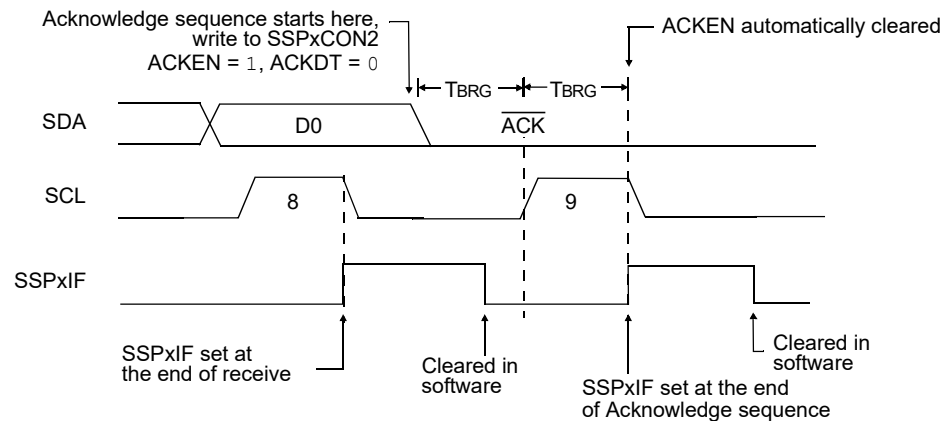 Acknowledge sequence starts here,
write to SSPxCON2
ACKEN = 1, ACKDT = 0
ACKEN automatically cleared
TBRG
TBRG
SDA
D0
ACK
SCL
8
9
SSPxIF
SSPxIF set at
the end of receive
Cleared in
software
SSPxIF set at the end
of Acknowledge sequence
Cleared in
software